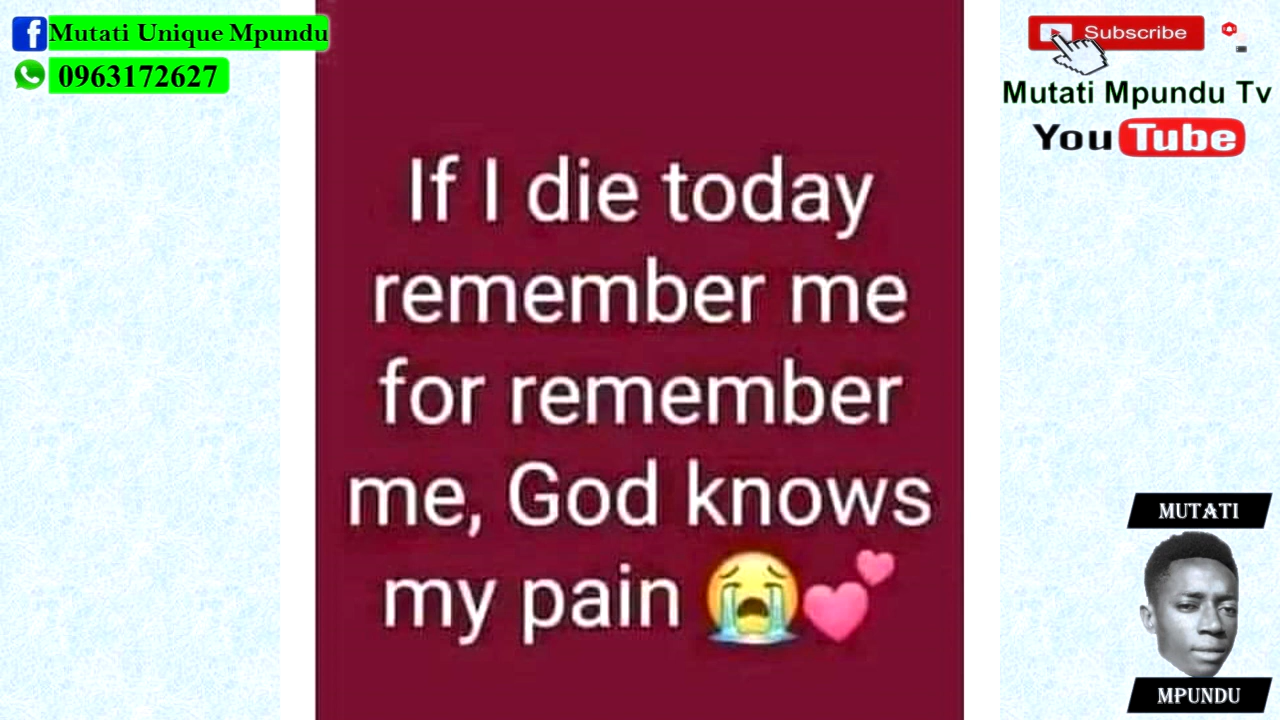 Mutati Unique Mpundu
0963172627
Subscribe
Mutati Mpundu Tv
YouTube
If I die today
remember me
for remember
me, God knows
my pain 😭💕
MUTATI
MPUNDU